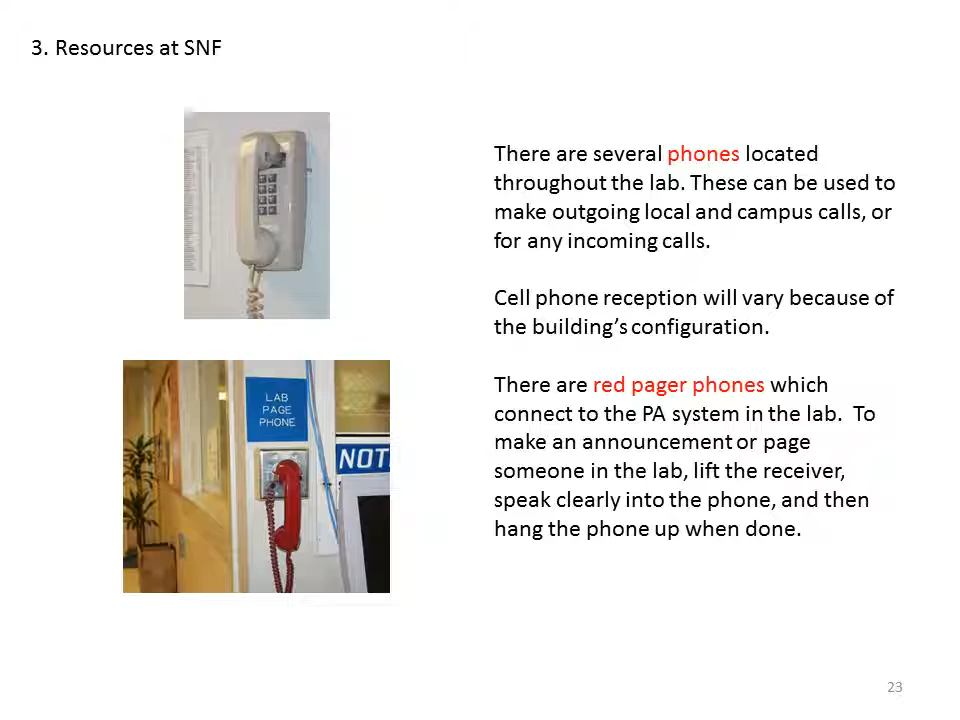 3. Resources at SNF
There are several phones located
throughout the lab. These can be used to
make outgoing local and campus calls, or
for any incoming calls.
Cell phone reception will vary because of
the building’s configuration.
LAB
PAGE
PHONE
NOT
There are red pager phones which
connect to the PA system in the lab.  To
make an announcement or page
someone in the lab, lift the receiver,
speak clearly into the phone, and then
hang the phone up when done.
23